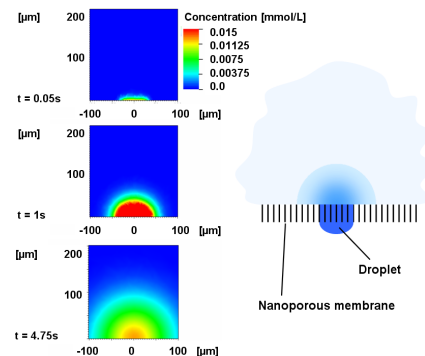 [µm]
200
100
t = 0.05s
-100 0 100 [µm]
Concentration [mmol/L]
0.015
0.01125
0.0075
0.00375
0.0
[µm]
200
100
t = 1s
-100 0 100 [µm]
[µm]
200
100
t = 4.75s
-100 0 100 [µm]
Droplet
Nanoporous membrane